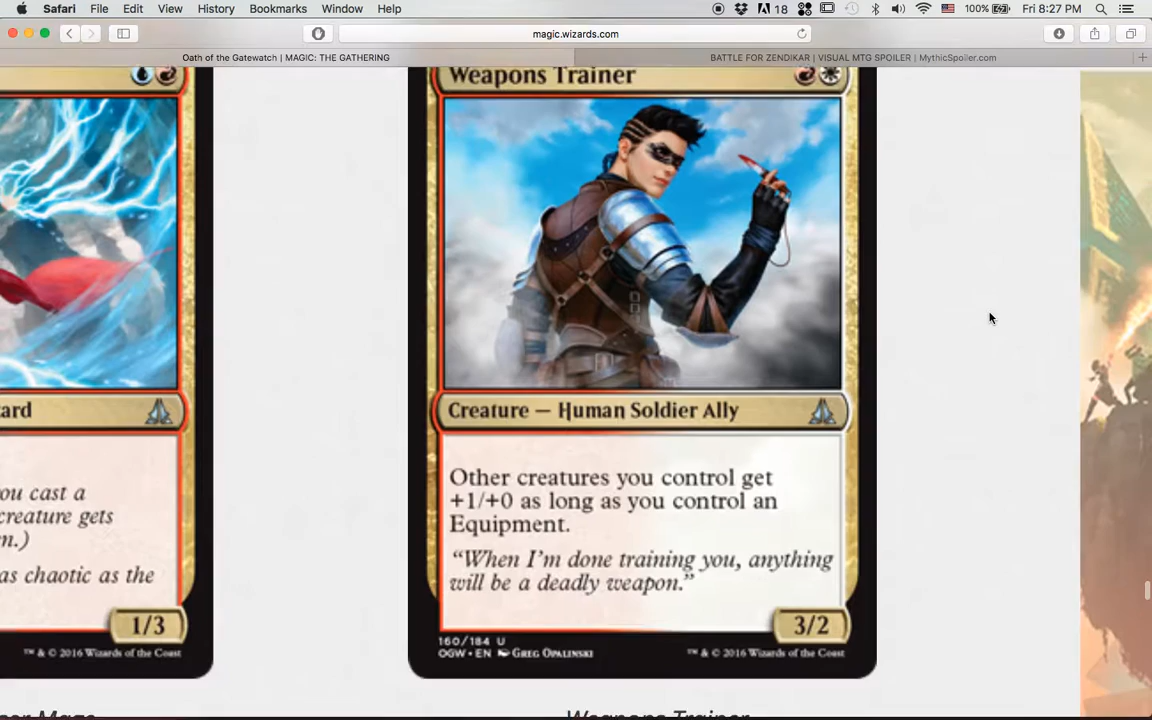 Safari File Edit View History Bookmarks Window Help 18 100% Fri 8:27 PM
magic.wizards.com
Oath of the Gatewatch | MAGIC: THE GATHERING
BATTLE FOR ZENDIKAR | VISUAL MTG SPOILER | MythicSpoiler.com
Weapons Trainer
ard
Creature — Human Soldier Ally
ou cast a
creature gets
n.)
as chaotic as the
1/3
™ & © 2016 Wizards of the Coast
Other creatures you control get
+1/+0 as long as you control an
Equipment.
“When I’m done training you, anything
will be a deadly weapon.”
3/2
160/184 U
OGW • EN Greg Opalinski
™ & © 2016 Wizards of the Coast
Mage
Weapons Trainer